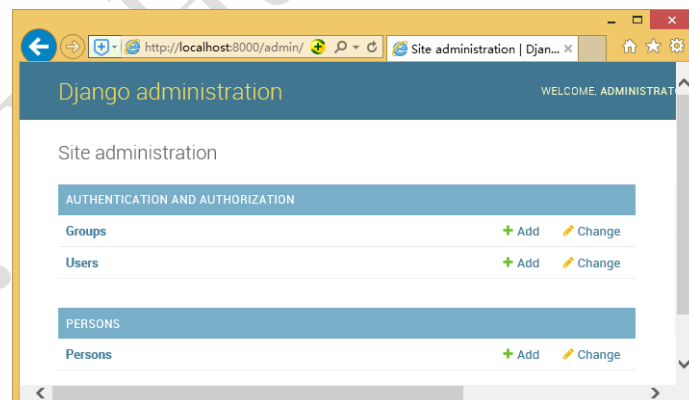 http://localhost:8000/admin/
Site administration | Djan...
Django administration
WELCOME, ADMINISTRAT
Site administration
AUTHENTICATION AND AUTHORIZATION
Groups Add Change
Users Add Change
PERSONS
Persons Add Change